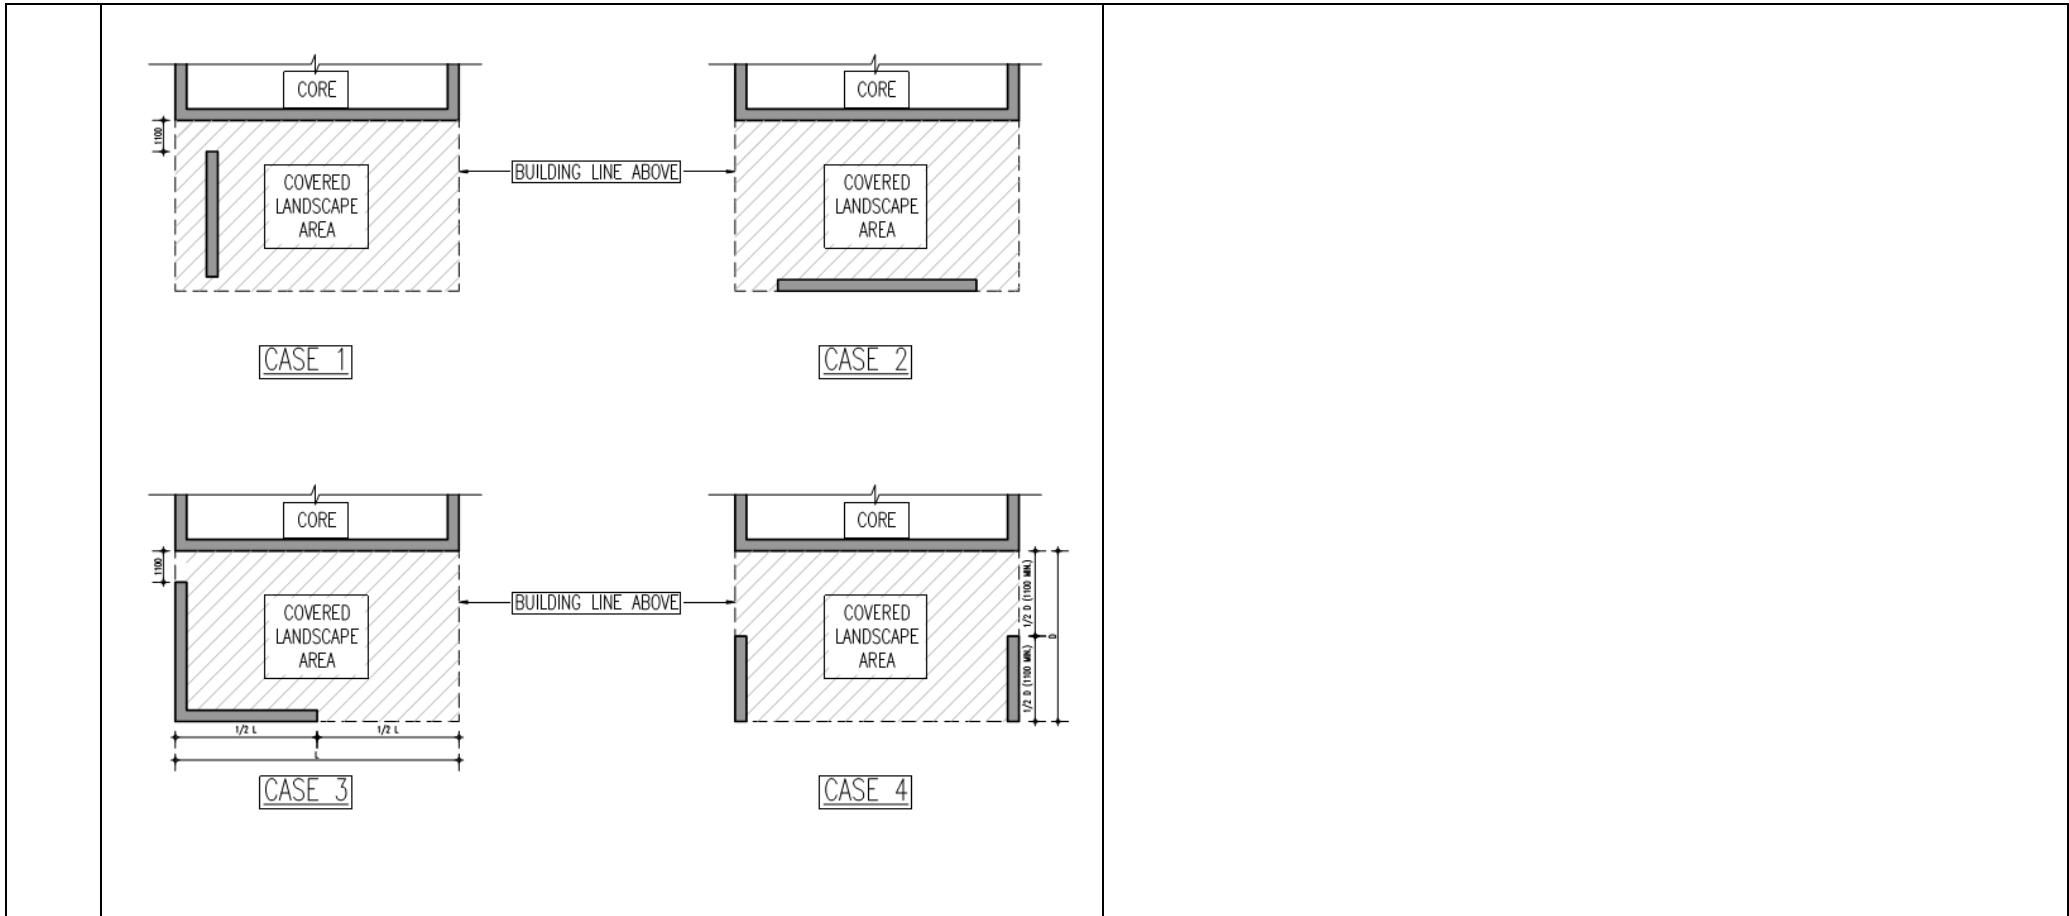 CORE
1100
COVERED
LANDSCAPE
AREA
CASE 1
BUILDING LINE ABOVE
CORE
COVERED
LANDSCAPE
AREA
CASE 2
CORE
1100
COVERED
LANDSCAPE
AREA
1/2 L
1/2 L
L
CASE 3
BUILDING LINE ABOVE
CORE
COVERED
LANDSCAPE
AREA
1/2 D (1100 MIN.)
1/2 D (1100 MIN.)
D
CASE 4